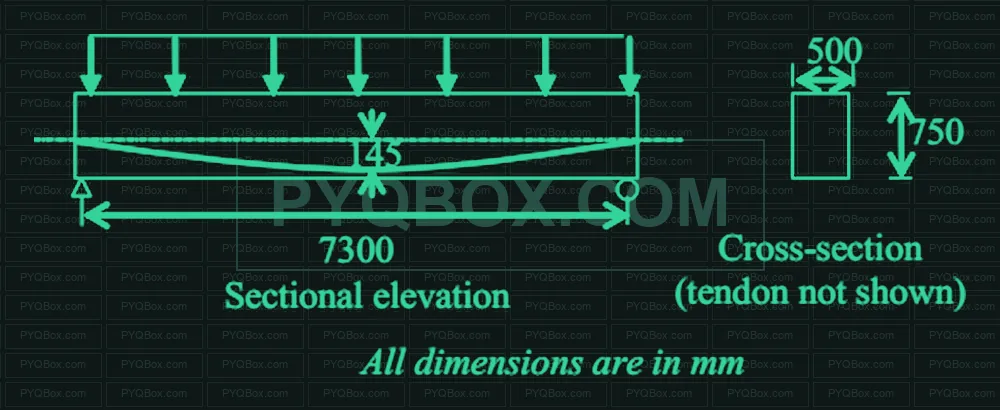 500
750
145
7300
PYQBOX.COM
Sectional elevation
Cross-section
(tendon not shown)
All dimensions are in mm